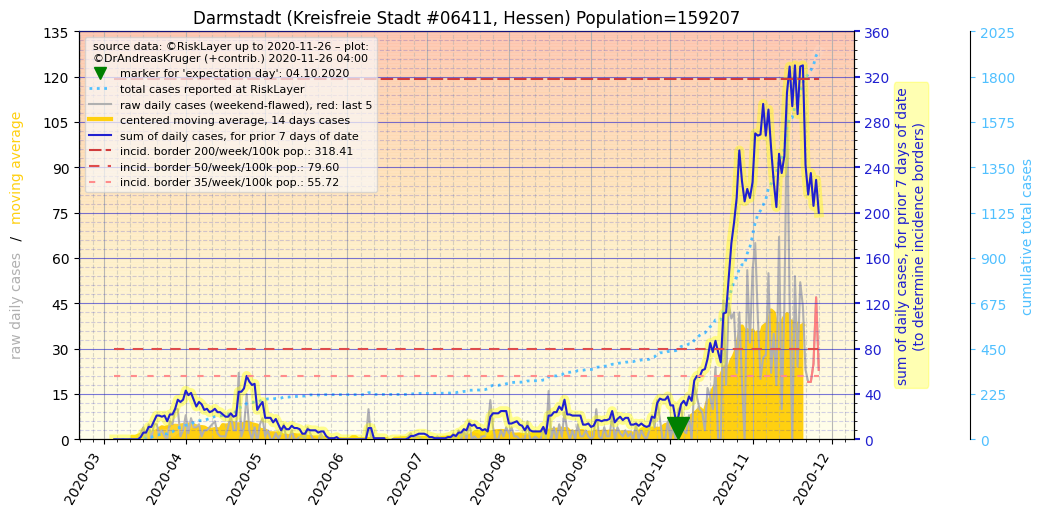 Darmstadt (Kreisfreie Stadt #06411, Hessen) Population=159207
source data: ©RiskLayer up to 2020-11-26 – plot:
©DrAndreasKruger (+contrib.) 2020-11-26 04:00
marker for 'expectation day': 04.10.2020
total cases reported at RiskLayer
raw daily cases (weekend-flawed), red: last 5
centered moving average, 14 days cases
sum of daily cases, for prior 7 days of date
incid. border 200/week/100k pop.: 318.41
incid. border 50/week/100k pop.: 79.60
incid. border 35/week/100k pop.: 55.72
raw daily cases / moving average
135
120
105
90
75
60
45
30
15
0
2020-03
2020-04
2020-05
2020-06
2020-07
2020-08
2020-09
2020-10
2020-11
2020-12
360
320
280
240
200
160
120
80
40
0
sum of daily cases, for prior 7 days of date
(to determine incidence borders)
2025
1800
1575
1350
1125
900
675
450
225
0
cumulative total cases